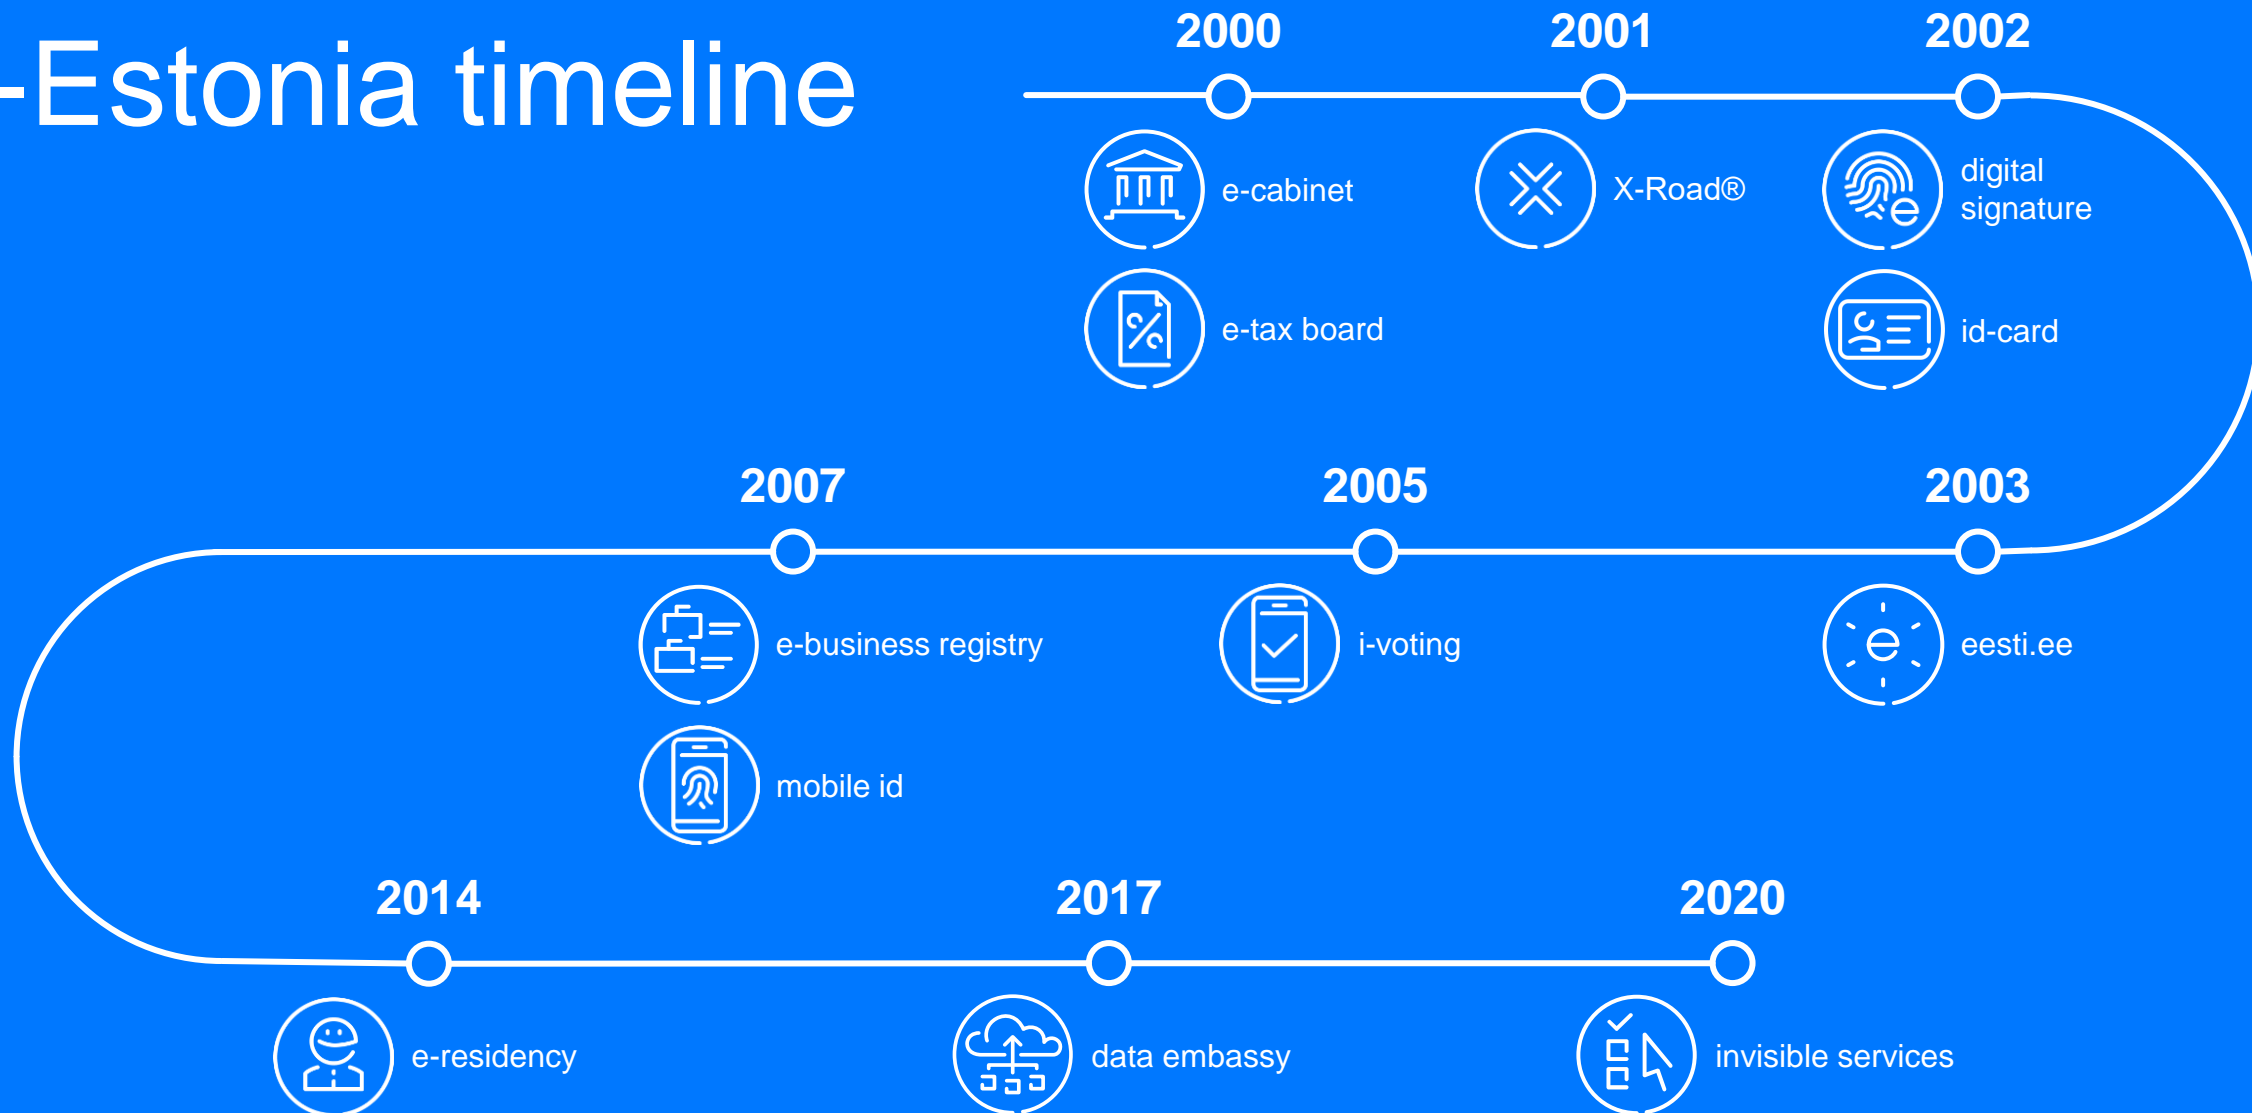 -Estonia timeline
2000
2001
2002
e-cabinet
X-Road®
digital
signature
e-tax board
id-card
2007
2005
2003
e-business registry
i-voting
eesti.ee
mobile id
2014
2017
2020
e-residency
data embassy
invisible services